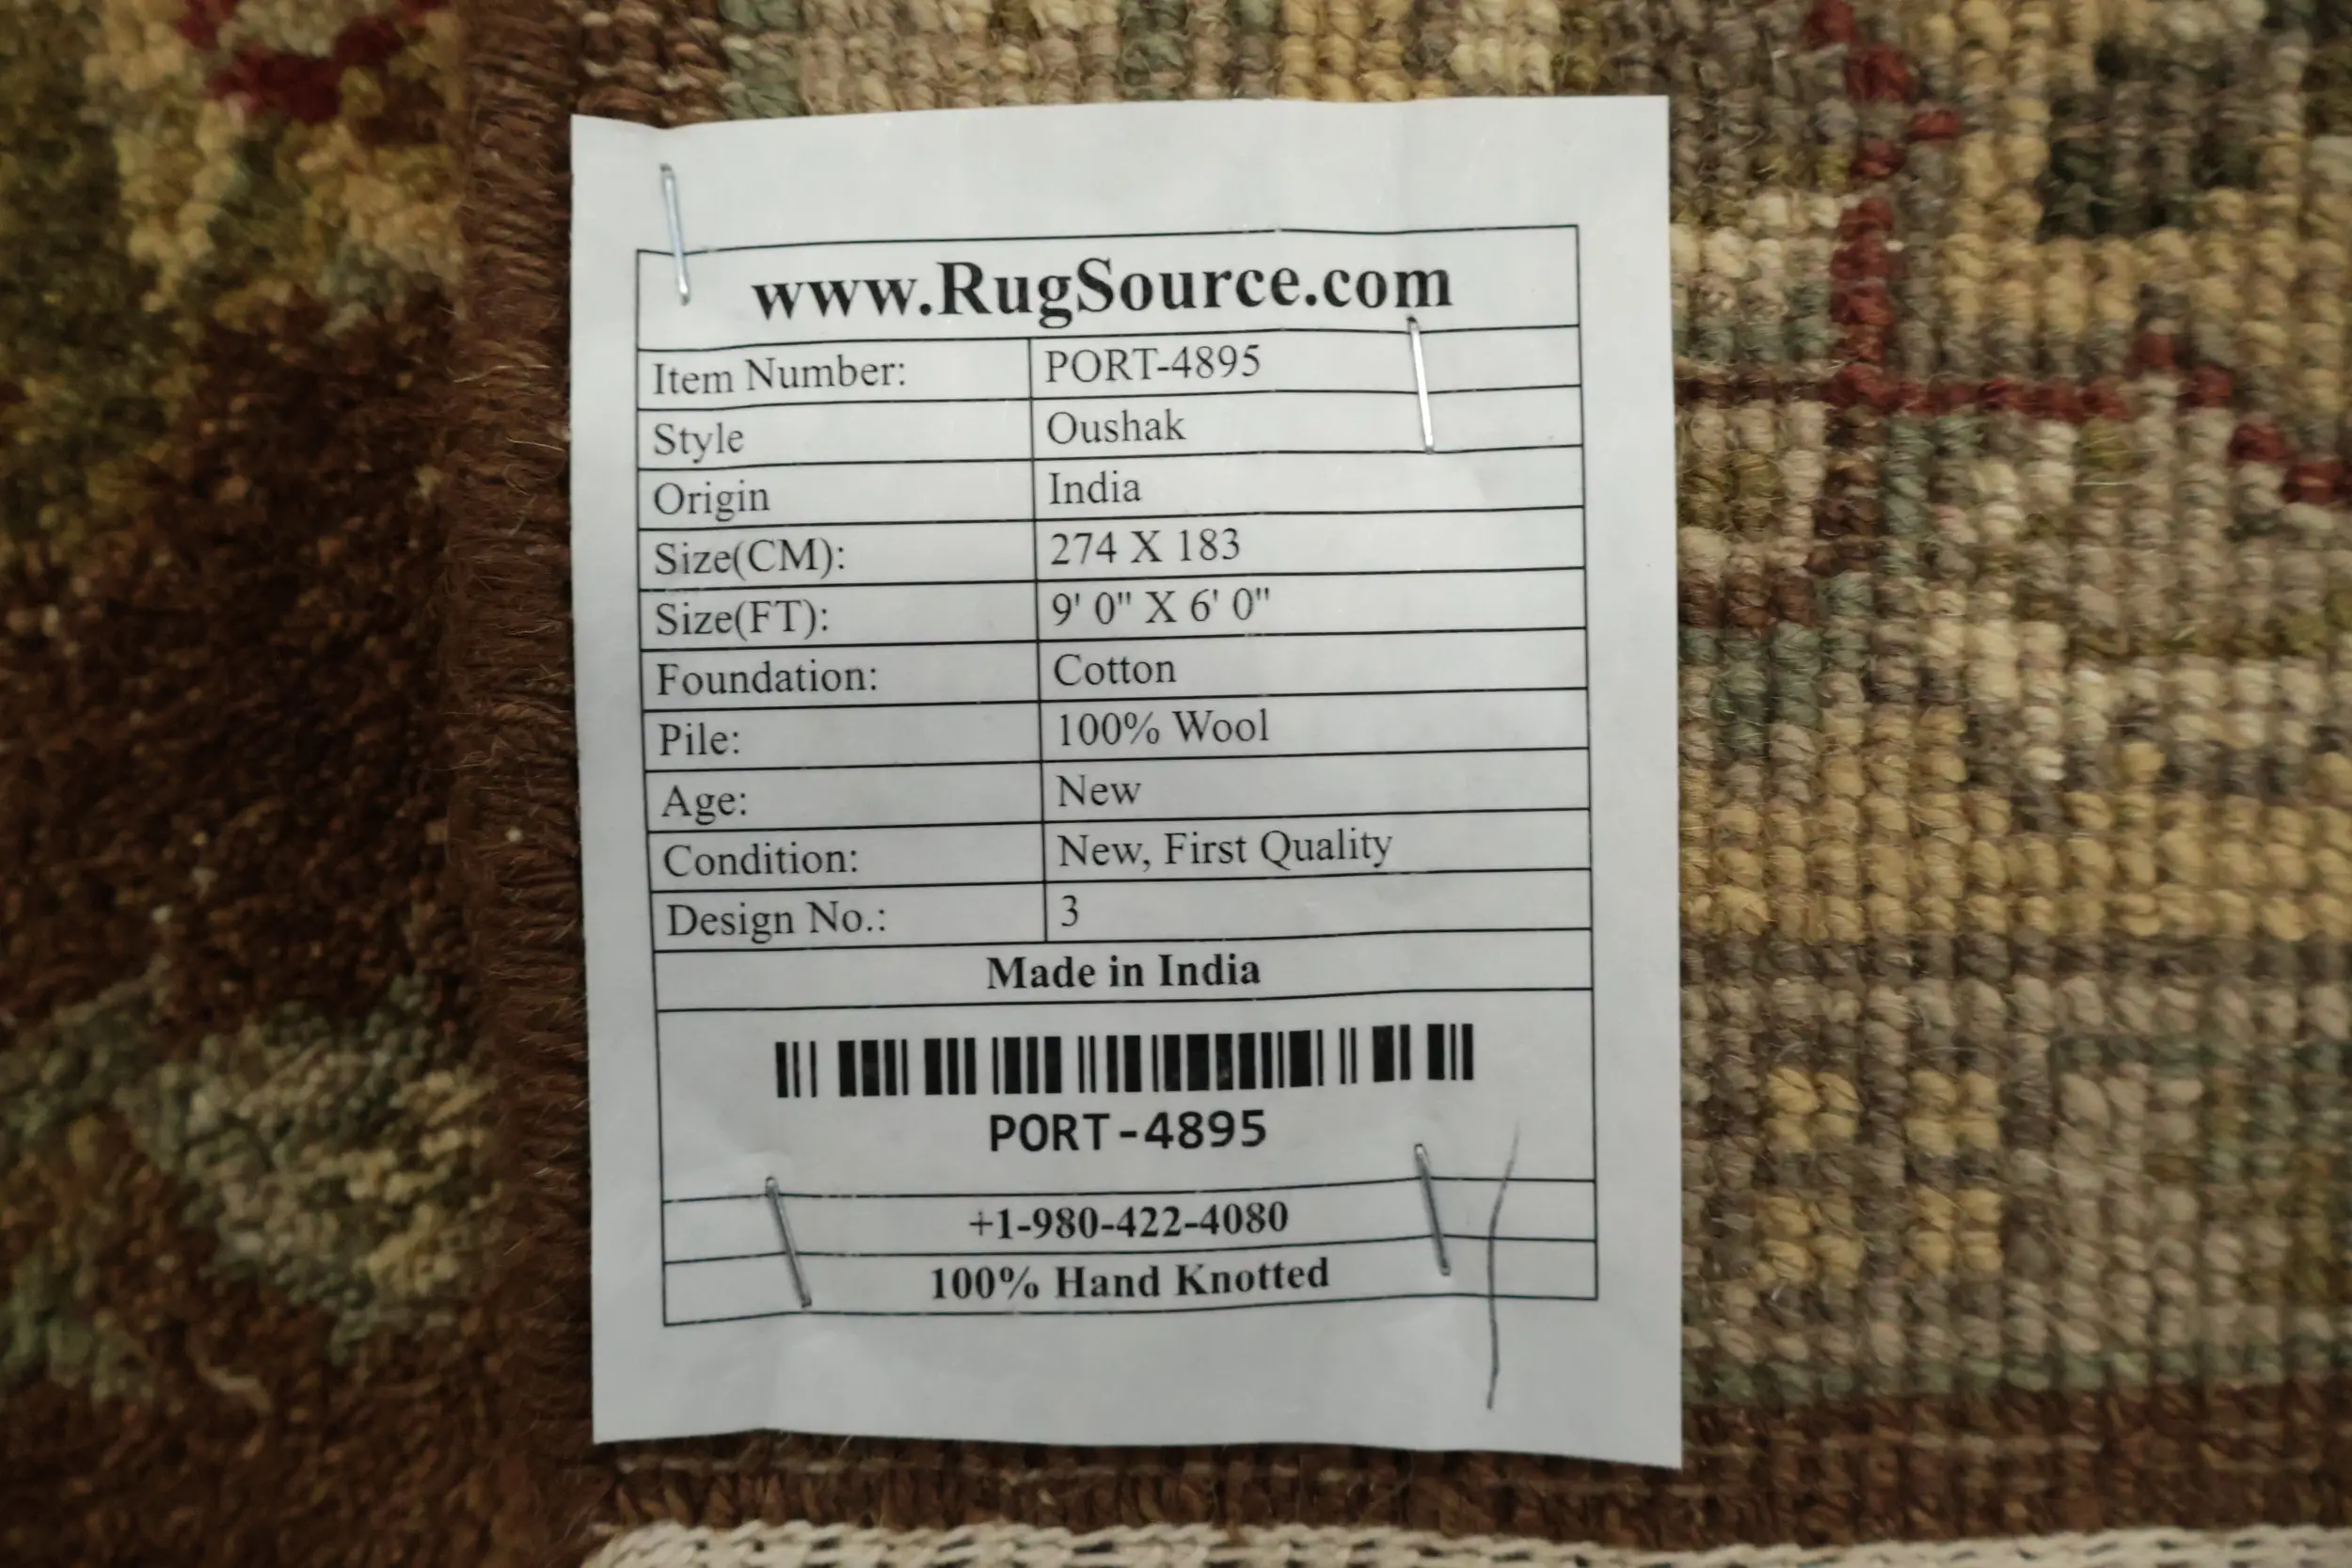 www.RugSource.com
Item Number: PORT-4895
Style Oushak
Origin India
Size(CM): 274 X 183
Size(FT): 9' 0" X 6' 0"
Foundation: Cotton
Pile: 100% Wool
Age: New
Condition: New, First Quality
Design No.: 3
Made in India
PORT-4895
+1-980-422-4080
100% Hand Knotted